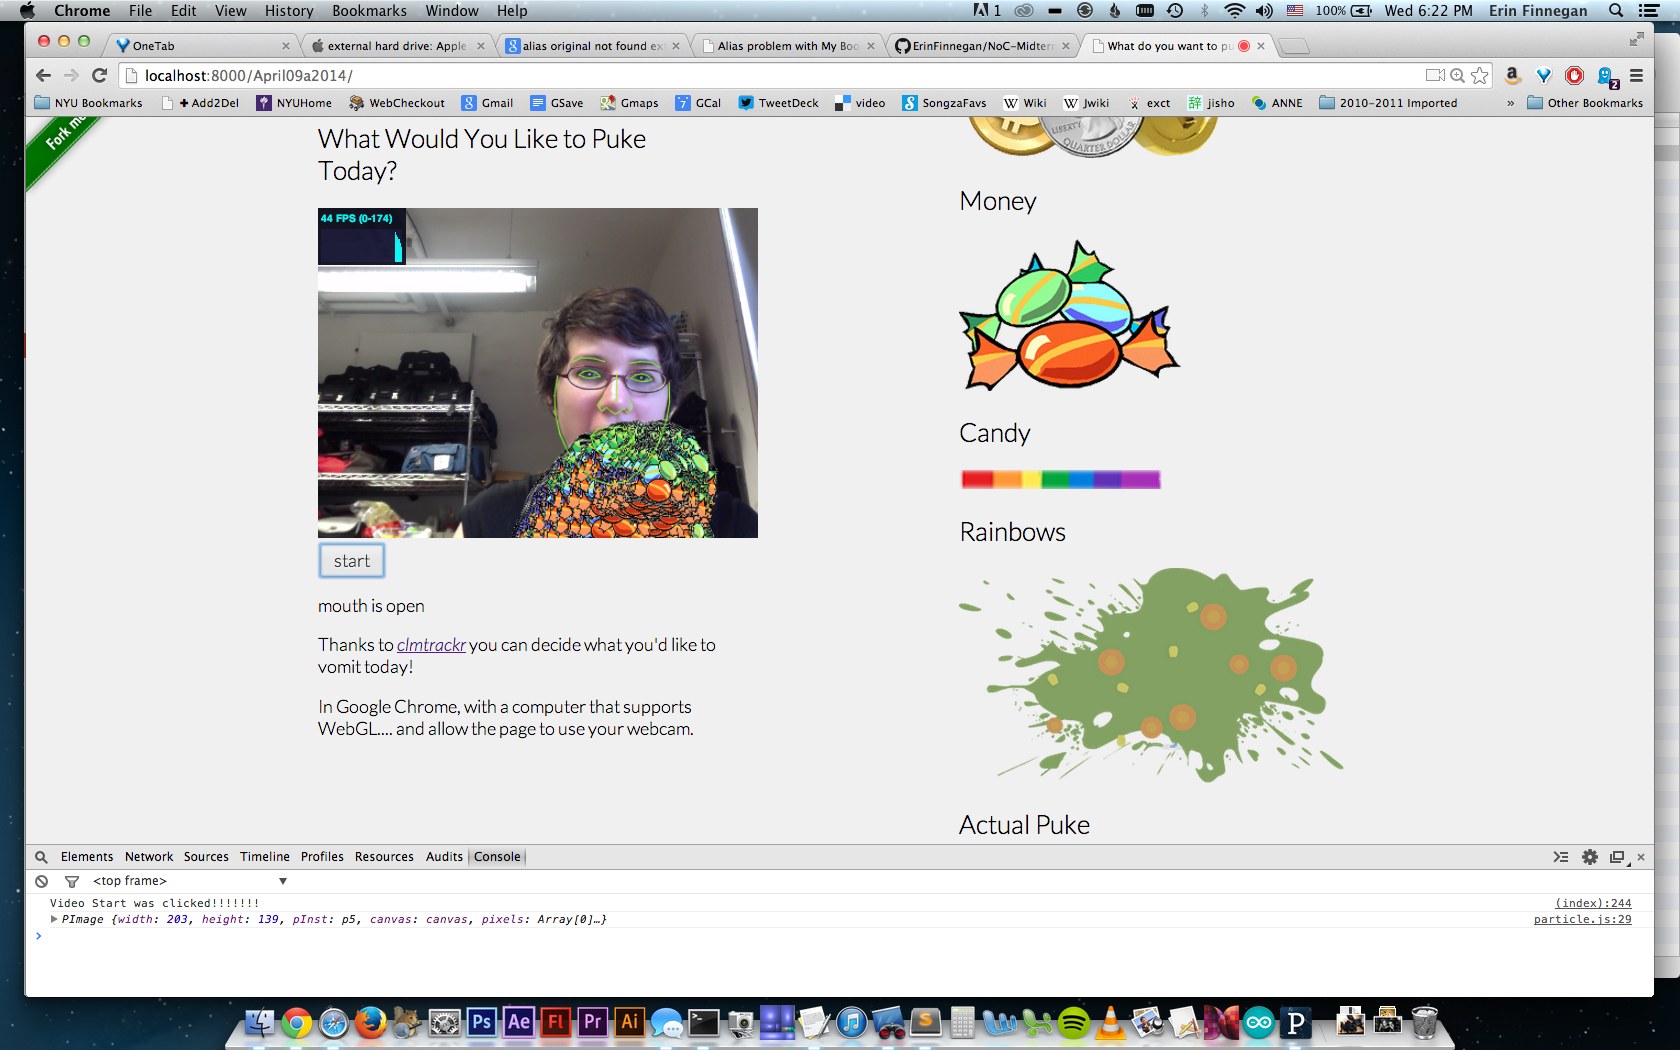 Chrome File Edit View History Bookmarks Window Help 1 100% Wed 6:22 PM Erin Finnegan
OneTab external hard drive: Apple alias original not found ex Alias problem with My Boo ErinFinnegan/NoC-Midterm What do you want to pu
localhost:8000/April09a2014/ 2
NYU Bookmarks + Add2Del NYUHome WebCheckout Gmail GSave Gmaps GCal TweetDeck video SongzaFavs Wiki Jwiki exct jisho ANNE 2010-2011 Imported » Other Bookmarks
Fork me
What Would You Like to Puke
Today?
44 FPS (0-174)
start
mouth is open
Thanks to clmtrackr you can decide what you'd like to
vomit today!
In Google Chrome, with a computer that supports
WebGL.... and allow the page to use your webcam.
LIBERTY
QUARTER DOLLAR
Money
Candy
Rainbows
Actual Puke
Elements Network Sources Timeline Profiles Resources Audits Console
<top frame>
Video Start was clicked!!!!!!! (index):244
PImage {width: 203, height: 139, pInst: p5, canvas: canvas, pixels: Array[0]…} particle.js:29
Ps Ae Fl Pr Ai S W P